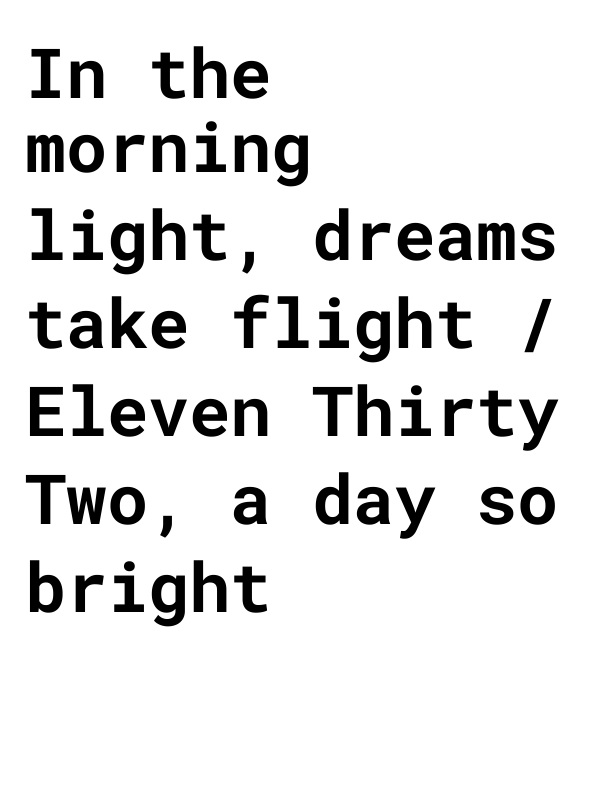 In the
morning
light, dreams
take flight /
Eleven Thirty
Two, a day so
bright